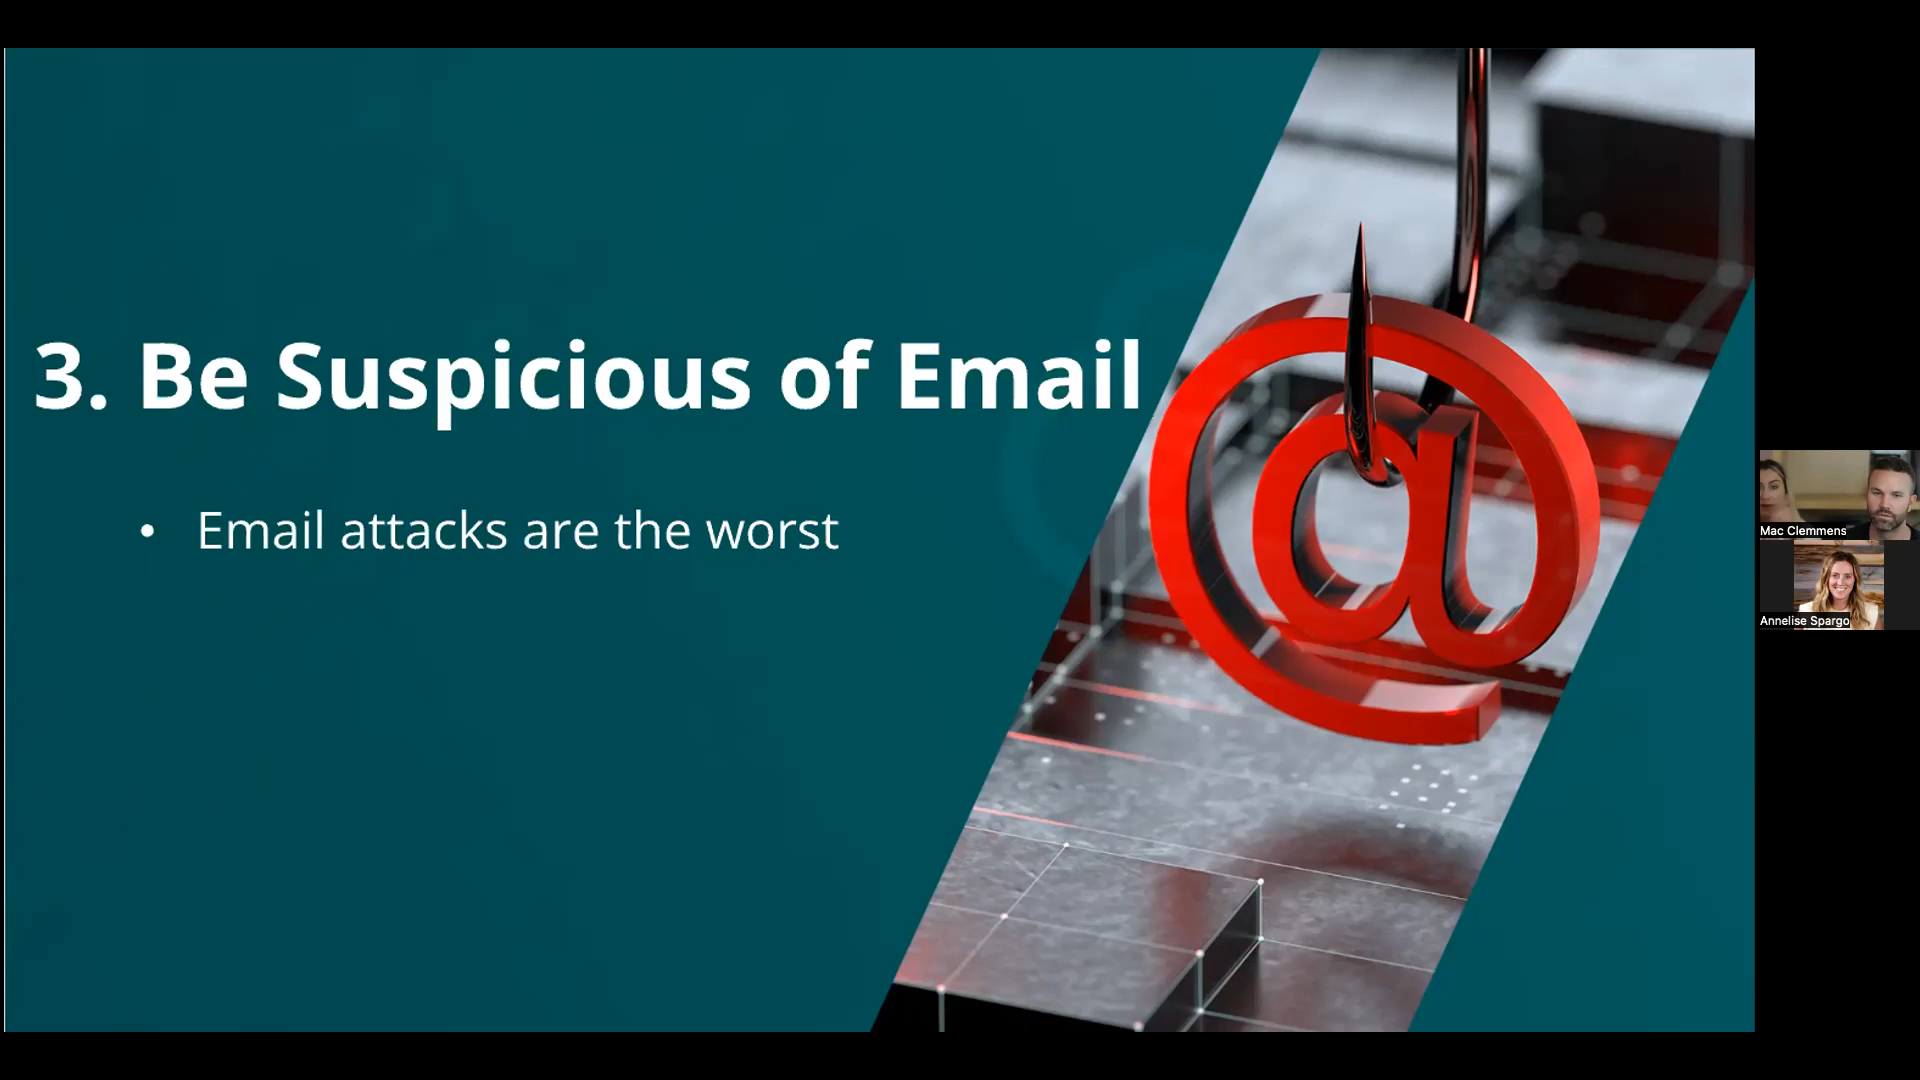 3. Be Suspicious of Email
• Email attacks are the worst
Mac Clemmens
Annelise Spargo